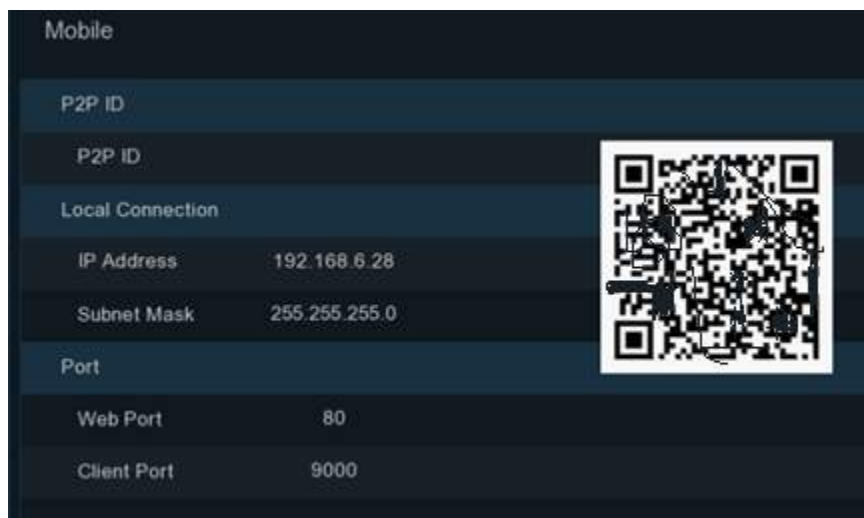 Mobile
P2P ID
P2P ID
Local Connection
IP Address 192.168.6.28
Subnet Mask 255.255.255.0
Port
Web Port 80
Client Port 9000